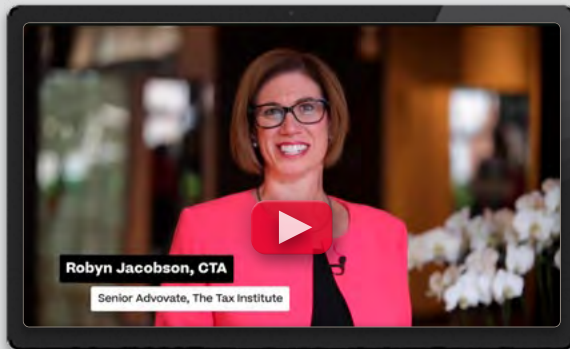 Robyn Jacobson, CTA
Senior Advovate, The Tax Institute